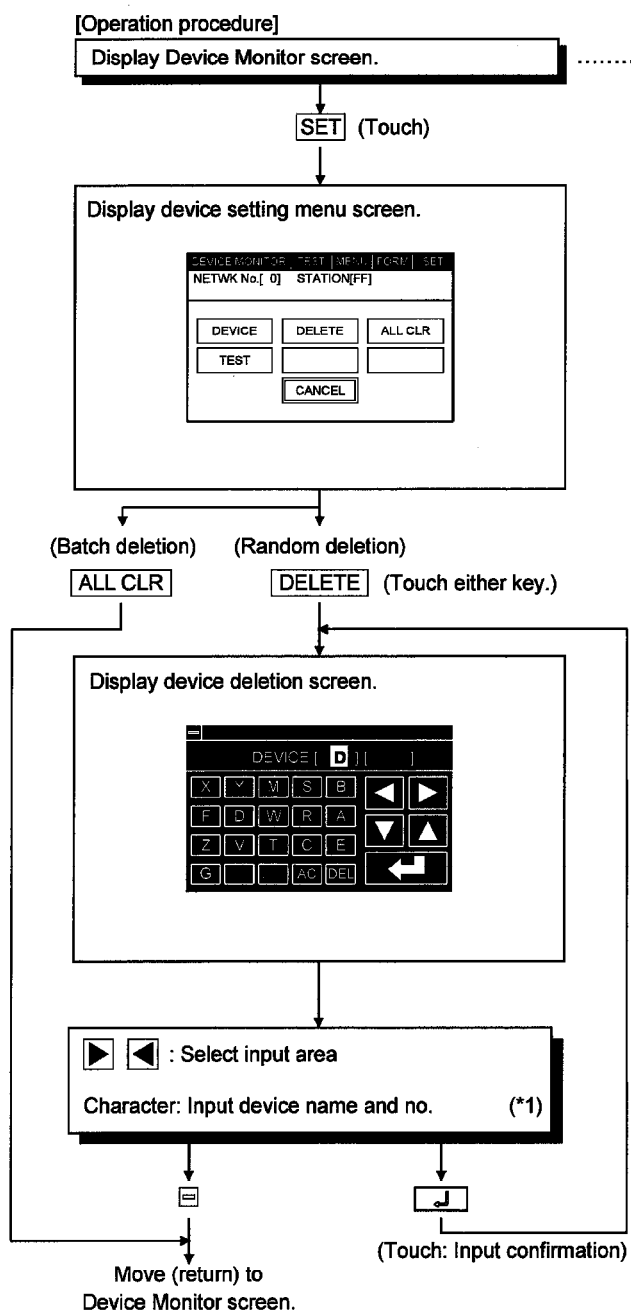 [Operation procedure]
Display Device Monitor screen.
SET (Touch)
Display device setting menu screen.
DEVICE MONITOR TEST MENU FORM SET
NETWK No.[ 0] STATION[FF]
DEVICE DELETE ALL CLR
TEST
CANCEL
(Batch deletion) (Random deletion)
ALL CLR DELETE (Touch either key.)
Display device deletion screen.
DEVICE [ D ] [ ]
X Y M S B
F D W R A
Z V T C E
G AC DEL
: Select input area
Character: Input device name and no. (*1)
(Touch: Input confirmation)
Move (return) to
Device Monitor screen.